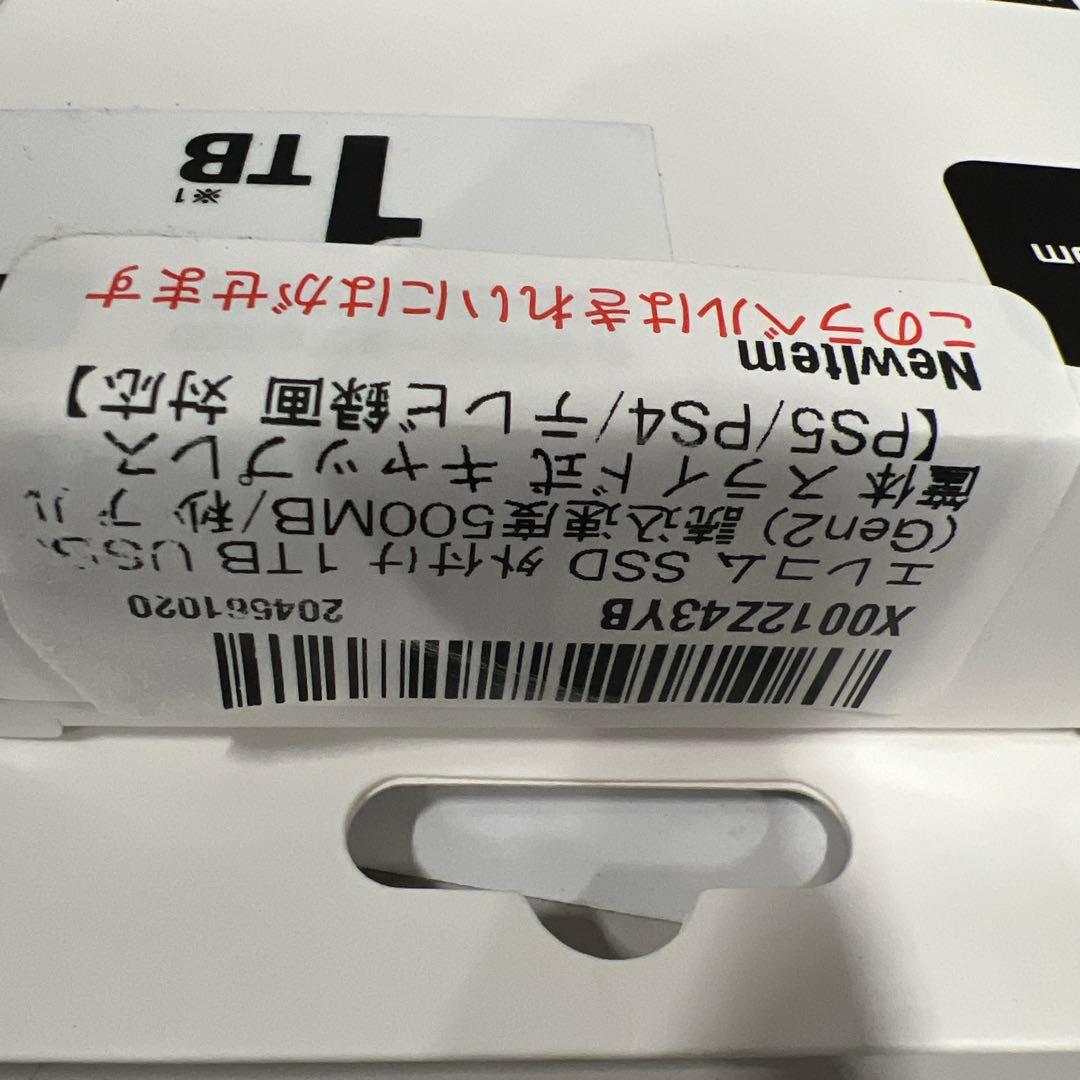 X0012Z43YB 204561020
エレコム SSD 外付け 1TB USB
(Gen2) 読込速度500MB/秒
筐体 スライド式 キャップレス
【PS5/PS4/テレビ録画 対応】
NewItem
このラベルはきれいにはがせます
1TB
※1